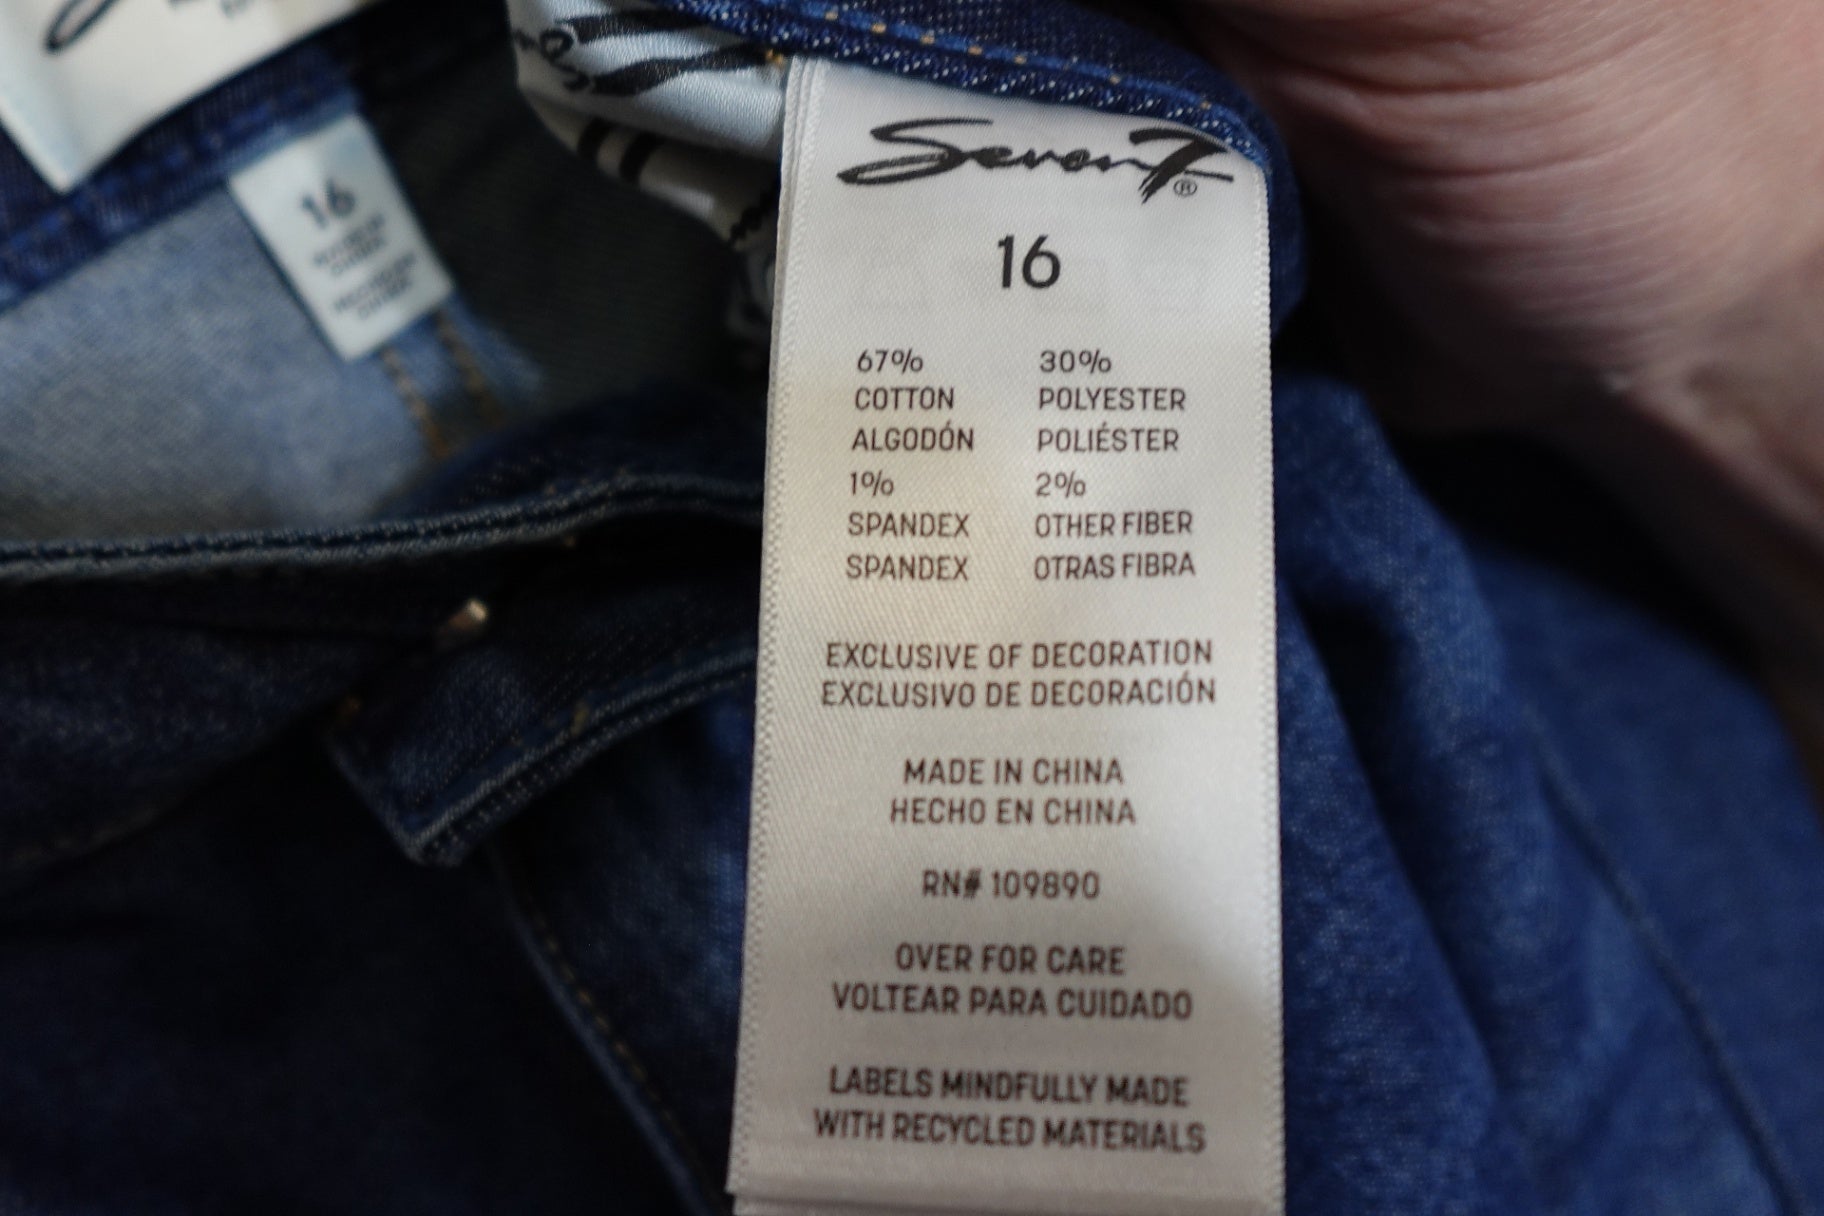 16
Seven7®
16
67% 30%
COTTON POLYESTER
ALGODÓN POLIÉSTER
1% 2%
SPANDEX OTHER FIBER
SPANDEX OTRAS FIBRA
EXCLUSIVE OF DECORATION
EXCLUSIVO DE DECORACIÓN
MADE IN CHINA
HECHO EN CHINA
RN# 109890
OVER FOR CARE
VOLTEAR PARA CUIDADO
LABELS MINDFULLY MADE
WITH RECYCLED MATERIALS